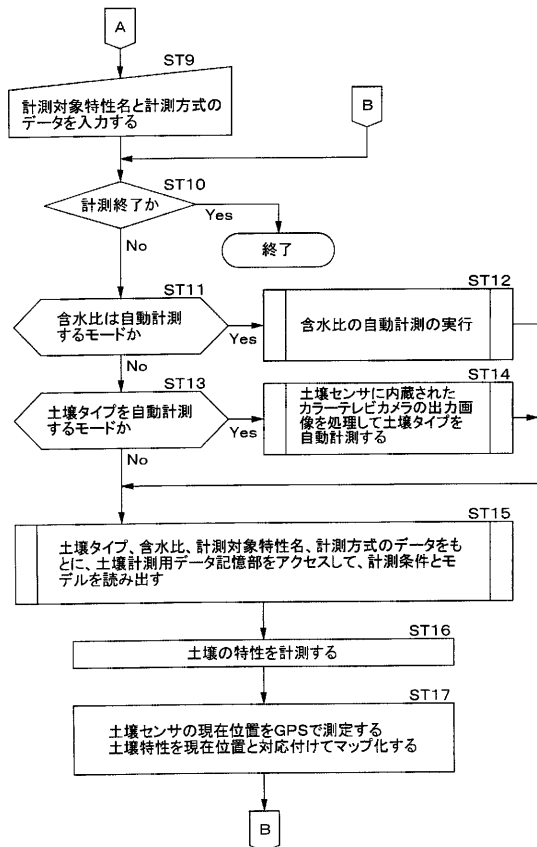 A
ST9
計測対象特性名と計測方式の
データを入力する
B
ST10
計測終了か
Yes
終了
No
ST11
含水比は自動計測
するモードか
Yes
ST12
含水比の自動計測の実行
No
ST13
土壌タイプを自動計測
するモードか
Yes
ST14
土壌センサに内蔵された
カラーテレビカメラの出力画
像を処理して土壌タイプを
自動計測する
No
ST15
土壌タイプ、含水比、計測対象特性名、計測方式のデータをも
とに、土壌計測用データ記憶部をアクセスして、計測条件とモ
デルを読み出す
ST16
土壌の特性を計測する
ST17
土壌センサの現在位置をGPSで測定する
土壌特性を現在位置と対応付けてマップ化する
B